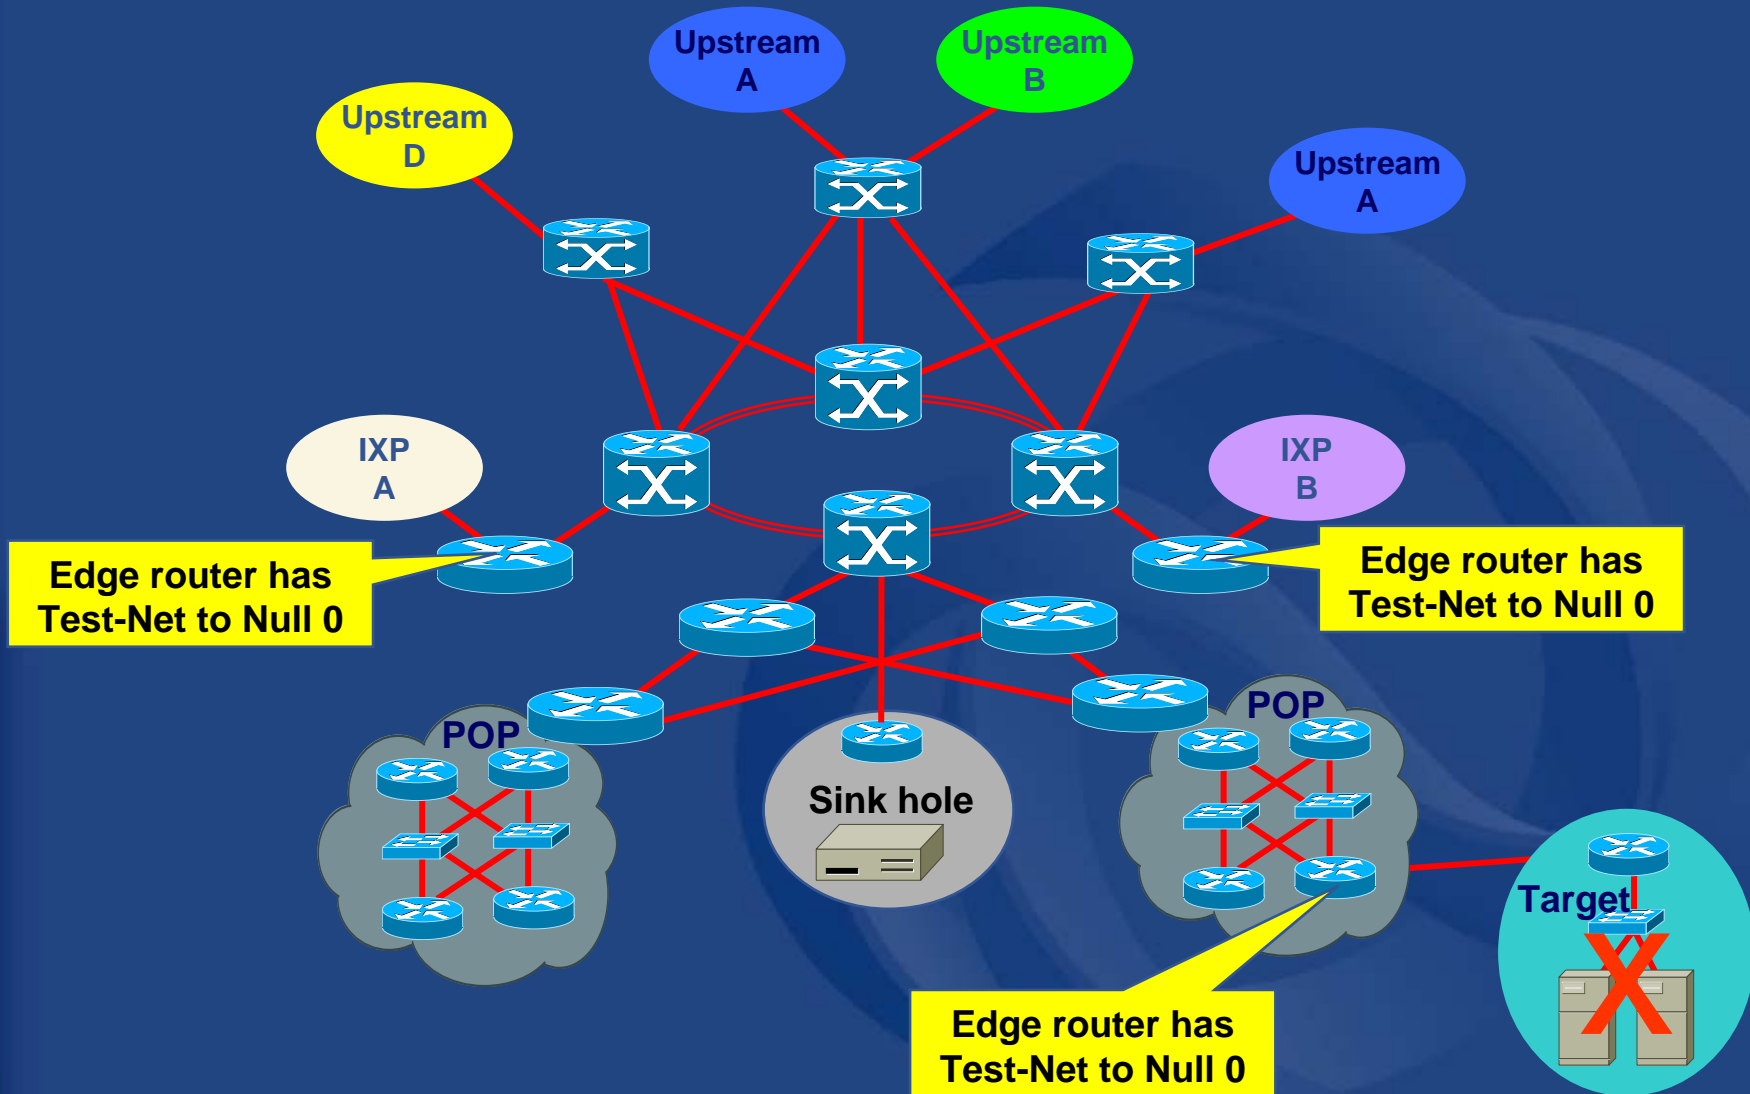 Upstream
A
Upstream
B
Upstream
D
Upstream
A
IXP
A
IXP
B
Edge router has
Test-Net to Null 0
Edge router has
Test-Net to Null 0
POP
POP
Sink hole
Target
X
Edge router has
Test-Net to Null 0